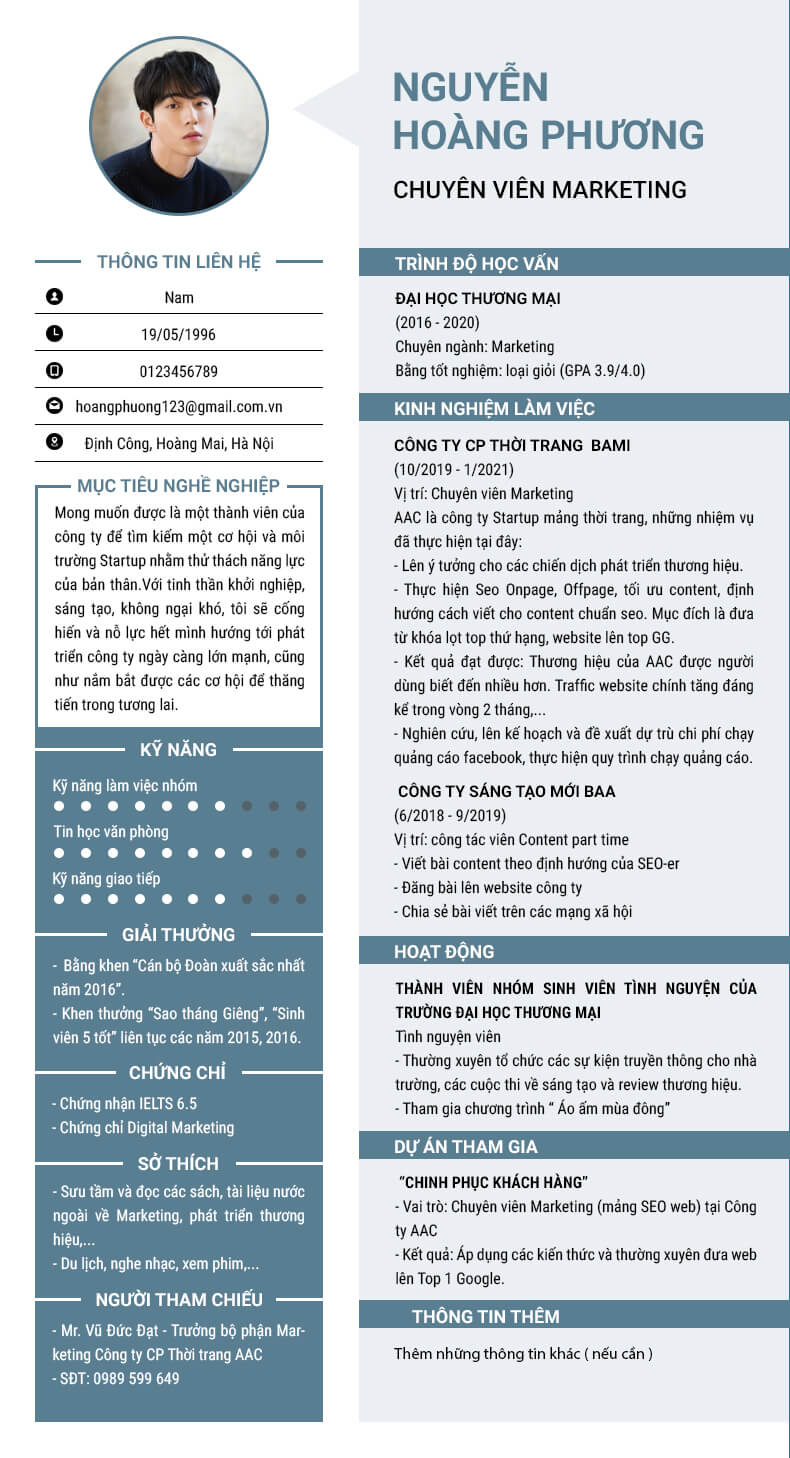 NGUYỄN
HOÀNG PHƯƠNG
CHUYÊN VIÊN MARKETING
THÔNG TIN LIÊN HỆ
Nam
19/05/1996
0123456789
hoangphuong123@gmail.com.vn
Định Công, Hoàng Mai, Hà Nội
MỤC TIÊU NGHỀ NGHIỆP
Mong muốn được là một thành viên của
công ty để tìm kiếm một cơ hội và môi
trường Startup nhằm thử thách năng lực
của bản thân.Với tinh thần khởi nghiệp,
sáng tạo, không ngại khó, tôi sẽ cống
hiến và nỗ lực hết mình hướng tới phát
triển công ty ngày càng lớn mạnh, cũng
như nắm bắt được các cơ hội để thăng
tiến trong tương lai.
KỸ NĂNG
Kỹ năng làm việc nhóm
Tin học văn phòng
Kỹ năng giao tiếp
GIẢI THƯỞNG
- Bằng khen “Cán bộ Đoàn xuất sắc nhất
năm 2016”.
- Khen thưởng “Sao tháng Giêng”, “Sinh
viên 5 tốt” liên tục các năm 2015, 2016.
CHỨNG CHỈ
- Chứng nhận IELTS 6.5
- Chứng chỉ Digital Marketing
SỞ THÍCH
- Sưu tầm và đọc các sách, tài liệu nước
ngoài về Marketing, phát triển thương
hiệu,...
- Du lịch, nghe nhạc, xem phim,...
NGƯỜI THAM CHIẾU
- Mr. Vũ Đức Đạt - Trưởng bộ phận Mar-
keting Công ty CP Thời trang AAC
- SĐT: 0989 599 649
TRÌNH ĐỘ HỌC VẤN
ĐẠI HỌC THƯƠNG MẠI
(2016 - 2020)
Chuyên ngành: Marketing
Bằng tốt nghiệm: loại giỏi (GPA 3.9/4.0)
KINH NGHIỆM LÀM VIỆC
CÔNG TY CP THỜI TRANG BAMI
(10/2019 - 1/2021)
Vị trí: Chuyên viên Marketing
AAC là công ty Startup mảng thời trang, những nhiệm vụ
đã thực hiện tại đây:
- Lên ý tưởng cho các chiến dịch phát triển thương hiệu.
- Thực hiện Seo Onpage, Offpage, tối ưu content, định
hướng cách viết cho content chuẩn seo. Mục đích là đưa
từ khóa lọt top thứ hạng, website lên top GG.
- Kết quả đạt được: Thương hiệu của AAC được người
dùng biết đến nhiều hơn. Traffic website chính tăng đáng
kể trong vòng 2 tháng,...
- Nghiên cứu, lên kế hoạch và đề xuất dự trù chi phí chạy
quảng cáo facebook, thực hiện quy trình chạy quảng cáo.
CÔNG TY SÁNG TẠO MỚI BAA
(6/2018 - 9/2019)
Vị trí: công tác viên Content part time
- Viết bài content theo định hướng của SEO-er
- Đăng bài lên website công ty
- Chia sẻ bài viết trên các mạng xã hội
HOẠT ĐỘNG
THÀNH VIÊN NHÓM SINH VIÊN TÌNH NGUYỆN CỦA
TRƯỜNG ĐẠI HỌC THƯƠNG MẠI
Tình nguyện viên
- Thường xuyên tổ chức các sự kiện truyền thông cho nhà
trường, các cuộc thi về sáng tạo và review thương hiệu.
- Tham gia chương trình “ Áo ấm mùa đông”
DỰ ÁN THAM GIA
“CHINH PHỤC KHÁCH HÀNG”
- Vai trò: Chuyên viên Marketing (mảng SEO web) tại Công
ty AAC
- Kết quả: Áp dụng các kiến thức và thường xuyên đưa web
lên Top 1 Google.
THÔNG TIN THÊM
Thêm những thông tin khác ( nếu cần )